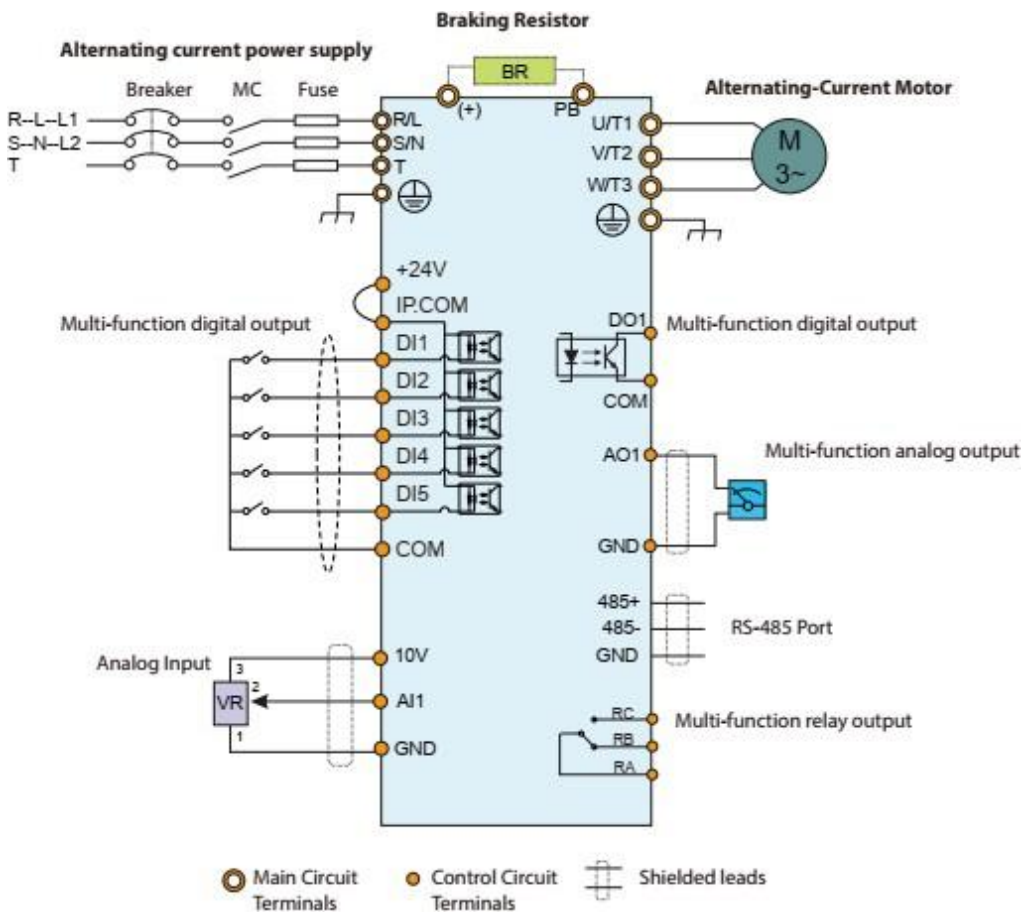 Braking Resistor
Alternating current power supply
BR
Breaker MC Fuse
(+) PB
Alternating-Current Motor
R--L--L1
S--N--L2
T
R/L
S/N
T
U/T1
V/T2
W/T3
M
3~
+24V
IP.COM
Multi-function digital output
DI1
DI2
DI3
DI4
DI5
COM
DO1
Multi-function digital output
COM
AO1
Multi-function analog output
GND
485+
485-
GND
RS-485 Port
Analog Input
3
2
VR
1
10V
AI1
GND
RC
RB
RA
Multi-function relay output
Main Circuit
Terminals
Control Circuit
Terminals
Shielded leads